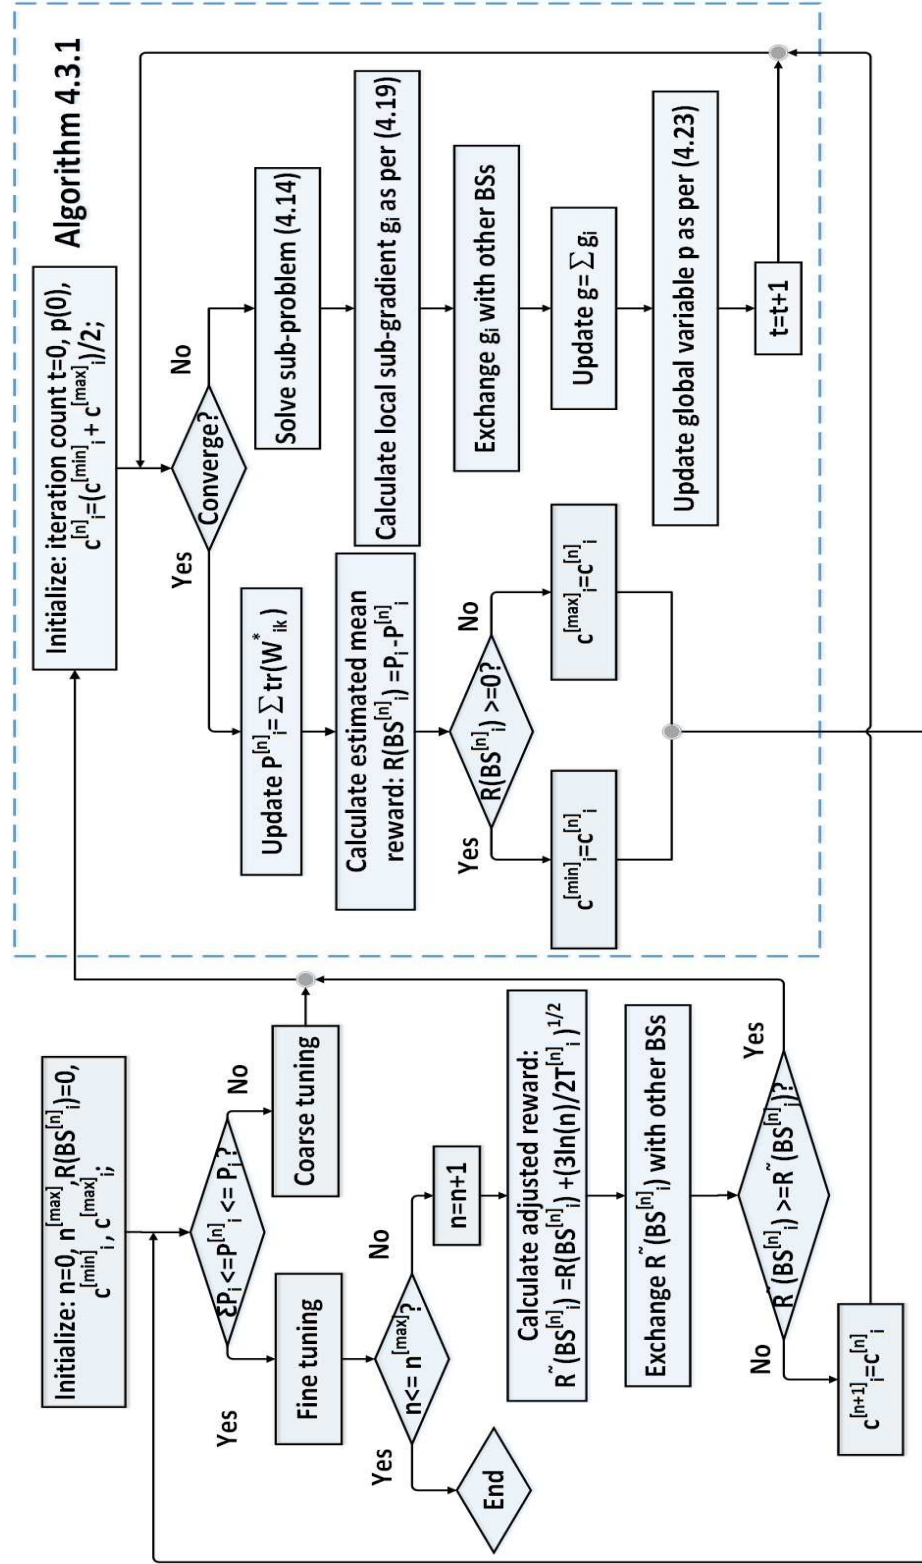 Initialize: n=0, n^[max], R(BS^[n]_i)=0,
c^[min]_i, c^[max]_i;
ƐP_i <=P^[n]_i <= P_i?
Yes
No
Fine tuning
Coarse tuning
n<= n^[max]?
Yes
No
End
n=n+1
Calculate adjusted reward:
R~(BS^[n]_i) =R(BS^[n]_i) +(3ln(n)/2T^[n]_i)^1/2
Exchange R~(BS^[n]_i) with other BSs
R~(BS^[n]_i) >=R~(BS^[n]_i)?
No
Yes
c^[n+1]_i=c^[n]_i
Algorithm 4.3.1
Initialize: iteration count t=0, p(0),
c^[n]_i=(c^[min]_i + c^[max]_i)/2;
Converge?
Yes
No
Update P^[n]_i= ∑ tr(W*_ik)
Calculate estimated mean
reward: R(BS^[n]_i) =P_i-P^[n]_i
R(BS^[n]_i) >=0?
Yes
No
c^[min]_i=c^[n]_i
c^[max]_i=c^[n]_i
Solve sub-problem (4.14)
Calculate local sub-gradient g_i as per (4.19)
Exchange g_i with other BSs
Update g= ∑ g_i
Update global variable p as per (4.23)
t=t+1